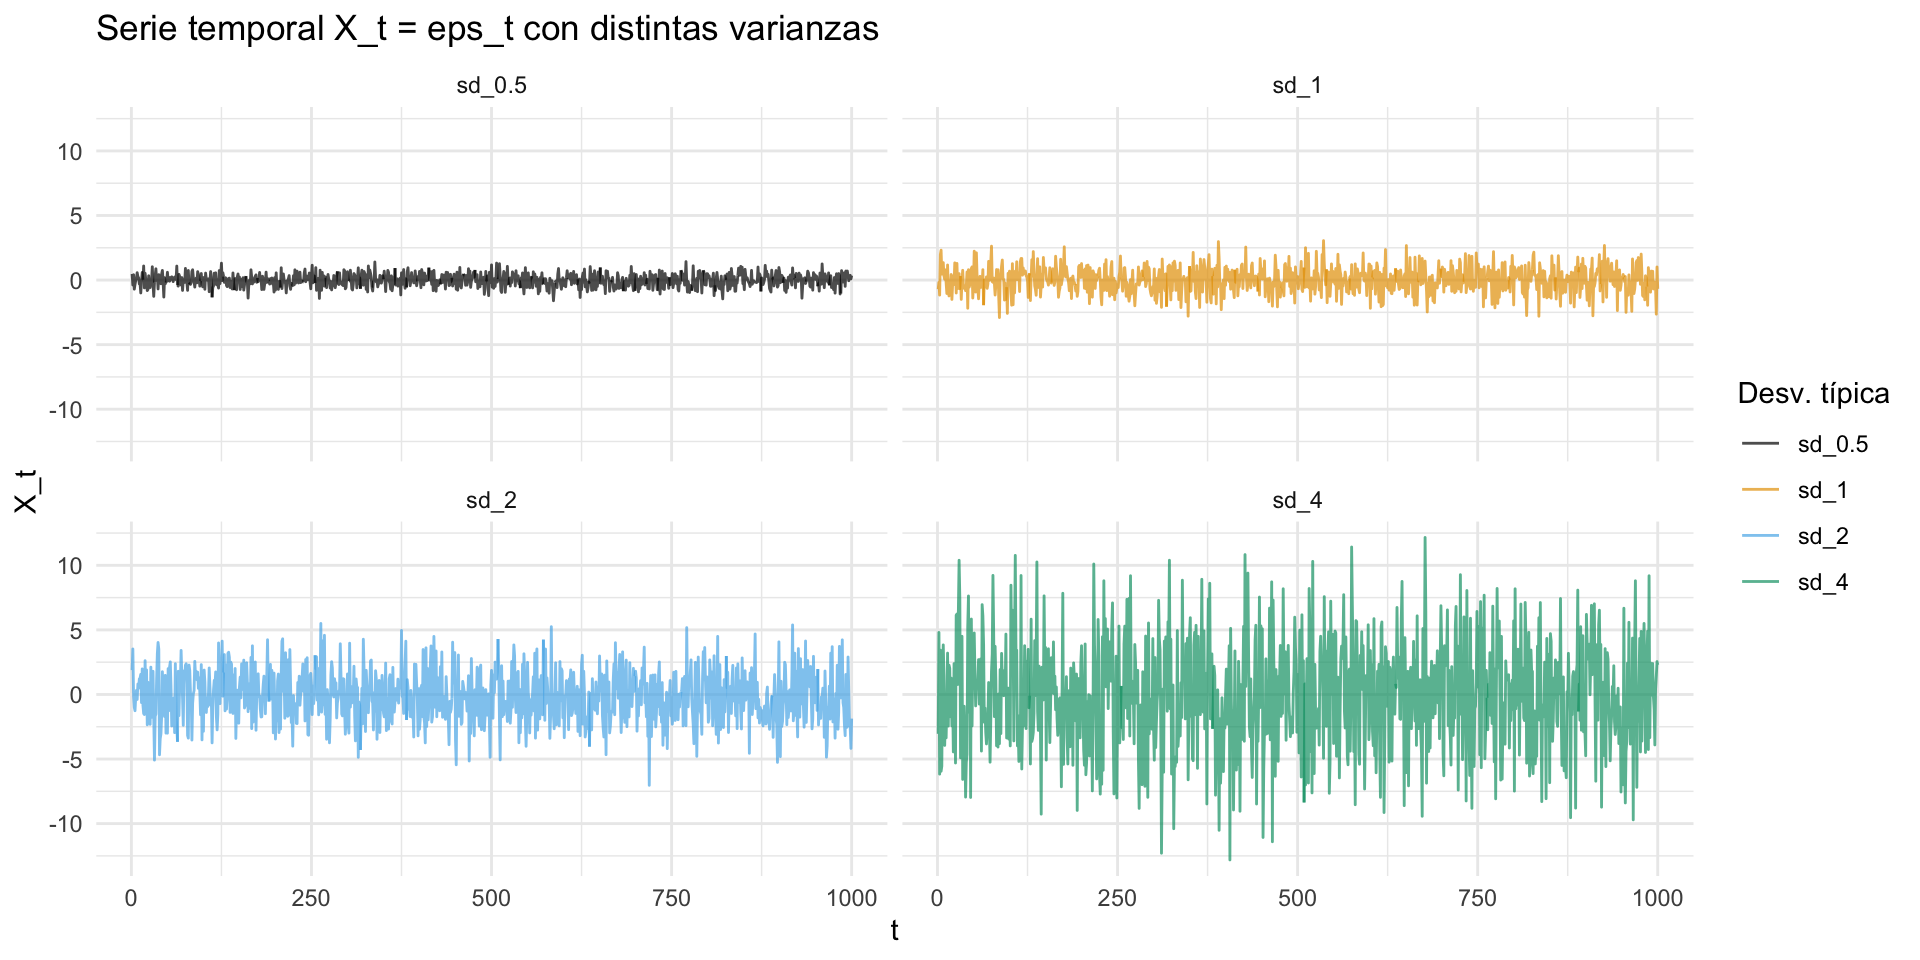 Serie temporal X_t = eps_t con distintas varianzas
sd_0.5
sd_1
10
5
0
-5
-10
X_t
sd_2
sd_4
10
5
0
-5
-10
0 250 500 750 1000
0 250 500 750 1000
t
Desv. típica
sd_0.5
sd_1
sd_2
sd_4